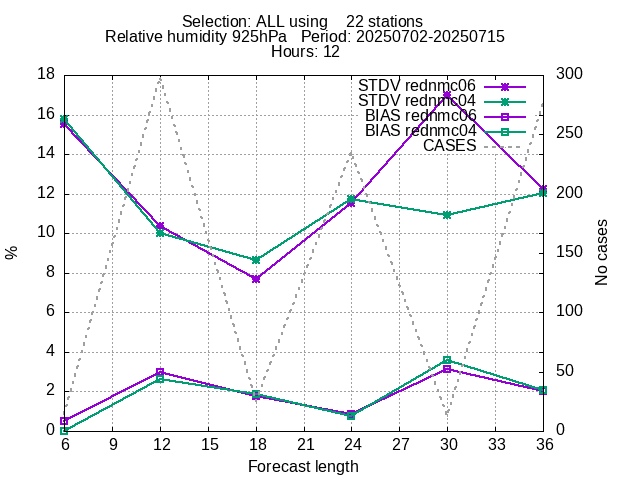 Selection: ALL using    22 stations
Relative humidity 925hPa   Period: 20250702-20250715
Hours: 12
STDV rednmc06
STDV rednmc04
BIAS rednmc06
BIAS rednmc04
CASES
18
16
14
12
10
8
6
4
2
0
%
300
250
200
150
100
50
0
No cases
6 9 12 15 18 21 24 27 30 33 36
Forecast length